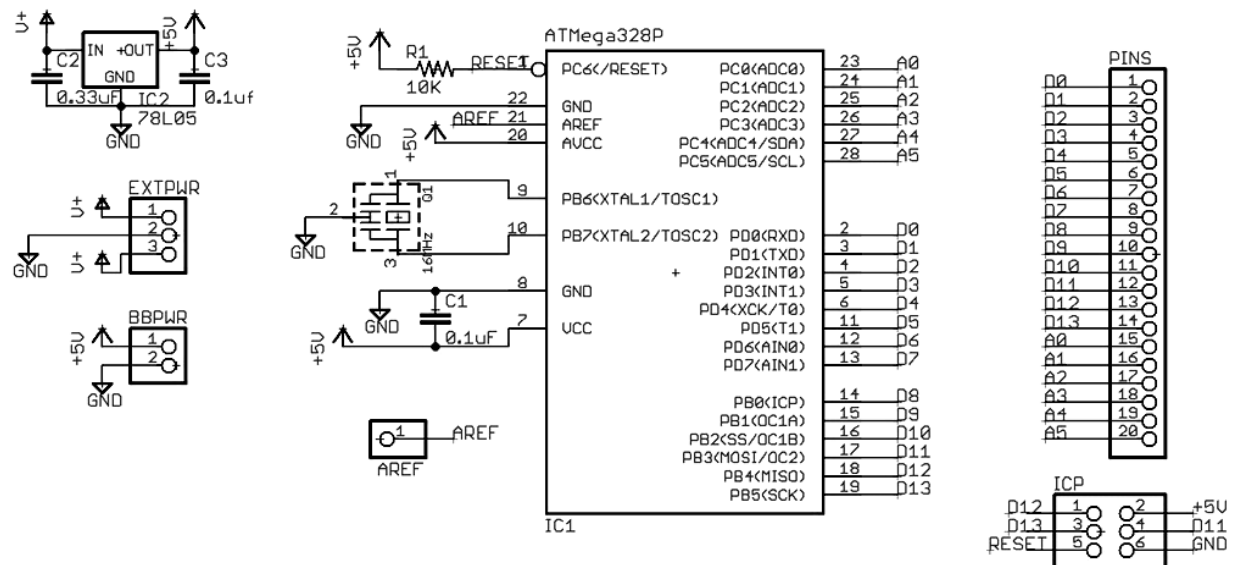 V+
+5V
IN +OUT
GND
C2
0.33uF
C3
0.1uf
IC2
78L05
GND
EXTPWR
V+
1
2
3
GND
V+
BBPWR
+5V
1
2
GND
ATMega328P
+5V
R1
10K
RESET 1 PC6(/RESET)
GND
22 GND
AREF 21 AREF
+5V 20 AVCC
1
Q1
2
GND
3
16MHz
9 PB6(XTAL1/TOSC1)
10 PB7(XTAL2/TOSC2)
8 GND
GND
C1
0.1uF
+5V
7 VCC
1 AREF
AREF
PC0(ADC0) 23 A0
PC1(ADC1) 24 A1
PC2(ADC2) 25 A2
PC3(ADC3) 26 A3
PC4(ADC4/SDA) 27 A4
PC5(ADC5/SCL) 28 A5
PD0(RXD) 2 D0
PD1(TXD) 3 D1
PD2(INT0) 4 D2
PD3(INT1) 5 D3
PD4(XCK/T0) 6 D4
PD5(T1) 11 D5
PD6(AIN0) 12 D6
PD7(AIN1) 13 D7
PB0(ICP) 14 D8
PB1(OC1A) 15 D9
PB2(SS/OC1B) 16 D10
PB3(MOSI/OC2) 17 D11
PB4(MISO) 18 D12
PB5(SCK) 19 D13
IC1
PINS
D0 1
D1 2
D2 3
D3 4
D4 5
D5 6
D6 7
D7 8
D8 9
D9 10
D10 11
D11 12
D12 13
D13 14
A0 15
A1 16
A2 17
A3 18
A4 19
A5 20
ICP
D12 1 2 +5V
D13 3 4 D11
RESET 5 6 GND